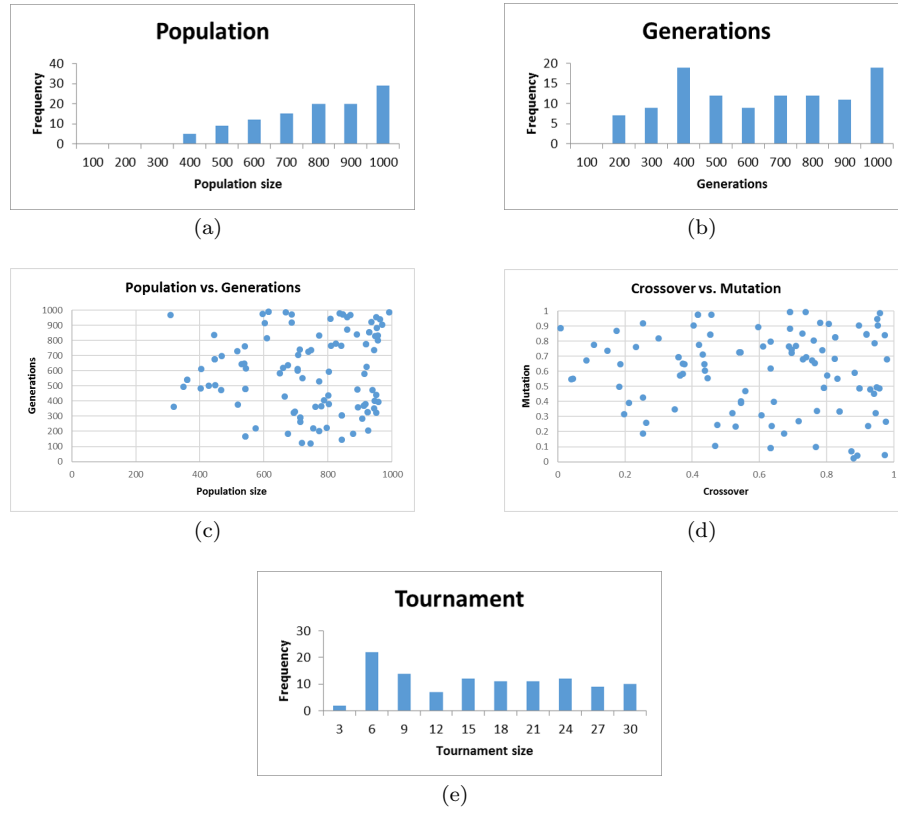 Population
40
30
20
10
0
Frequency
100 200 300 400 500 600 700 800 900 1000
Population size
(a)
Generations
20
15
10
5
0
Frequency
100 200 300 400 500 600 700 800 900 1000
Generations
(b)
Population vs. Generations
1000
900
800
700
600
500
400
300
200
100
0
Generations
0 200 400 600 800 1000
Population size
(c)
Crossover vs. Mutation
1
0.9
0.8
0.7
0.6
0.5
0.4
0.3
0.2
0.1
0
Mutation
0 0.2 0.4 0.6 0.8 1
Crossover
(d)
Tournament
30
20
10
0
Frequency
3 6 9 12 15 18 21 24 27 30
Tournament size
(e)